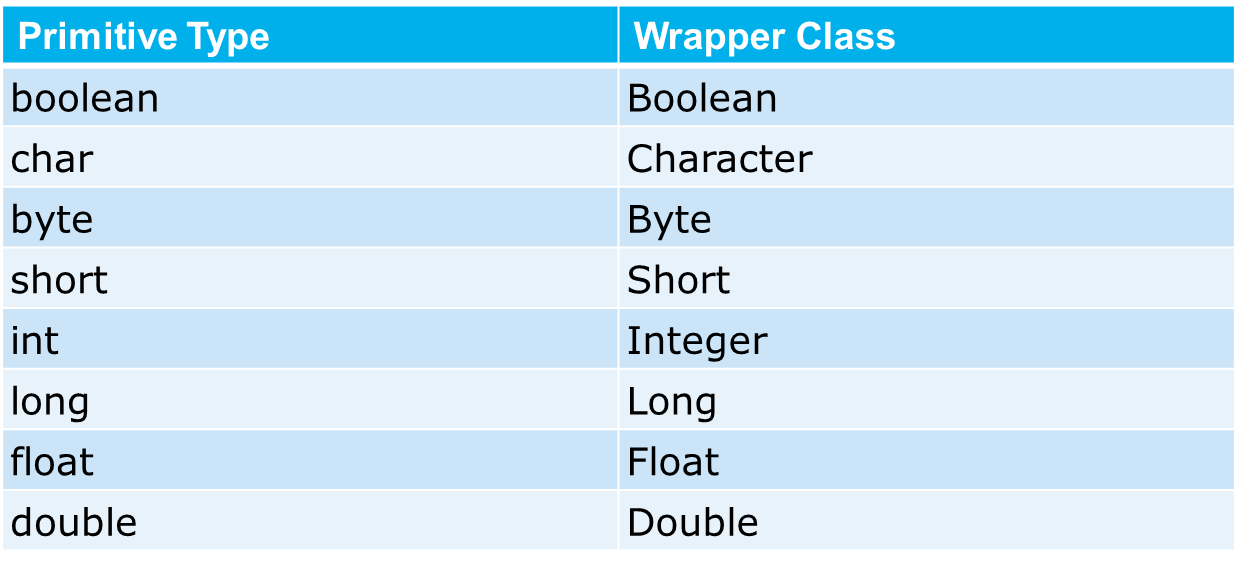 Primitive Type Wrapper Class
boolean Boolean
char Character
byte Byte
short Short
int Integer
long Long
float Float
double Double